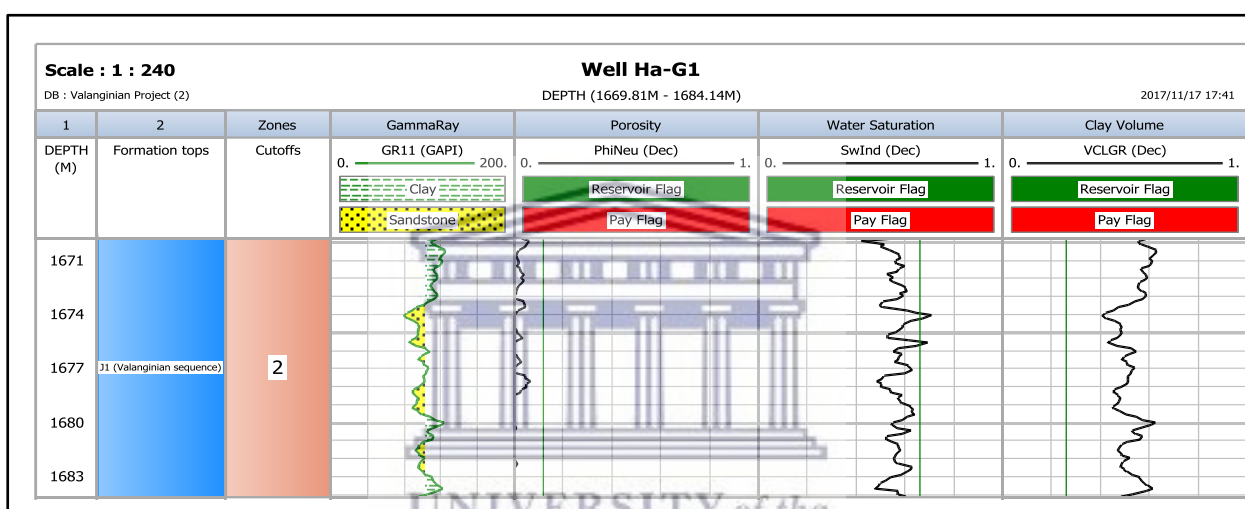 Scale : 1 : 240
Well Ha-G1
DB : Valanginian Project (2)
DEPTH (1669.81M - 1684.14M)
2017/11/17 17:41
1 2 Zones GammaRay Porosity Water Saturation Clay Volume
DEPTH (M) Formation tops Cutoffs GR11 (GAPI) PhiNeu (Dec) SwInd (Dec) VCLGR (Dec)
0. 200. 0. 1. 0. 1. 0. 1.
Clay Reservoir Flag Reservoir Flag Reservoir Flag
Sandstone Pay Flag Pay Flag Pay Flag
1671
1674
1677 J1 (Valanginian sequence) 2
1680
1683
UNIVERSITY of the